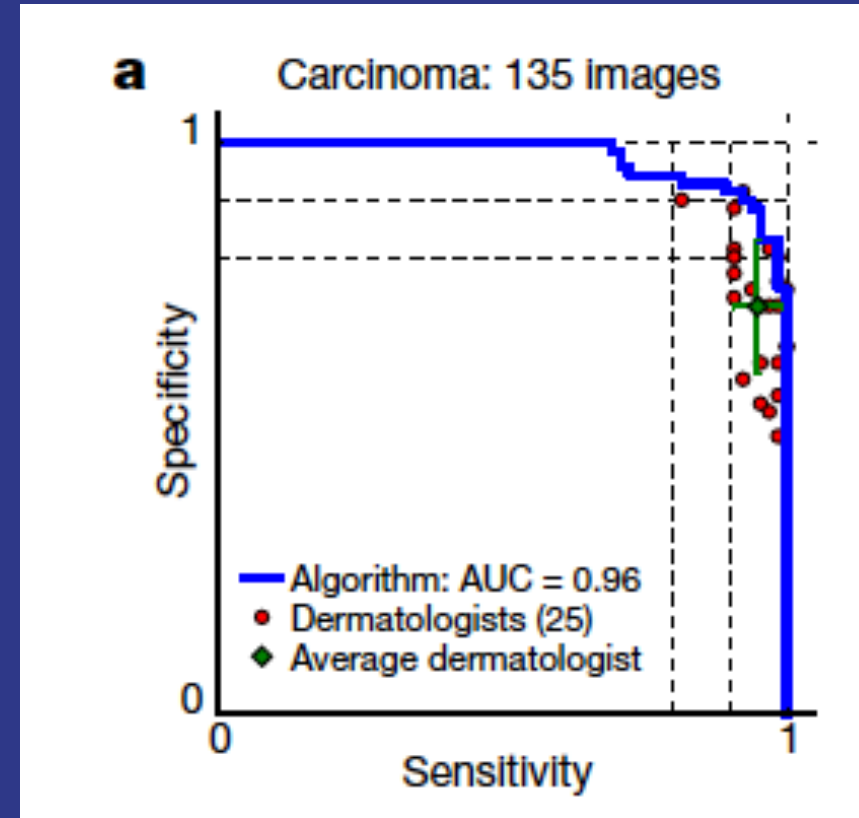 a Carcinoma: 135 images
1
Specificity
Algorithm: AUC = 0.96
Dermatologists (25)
Average dermatologist
0
0 1
Sensitivity